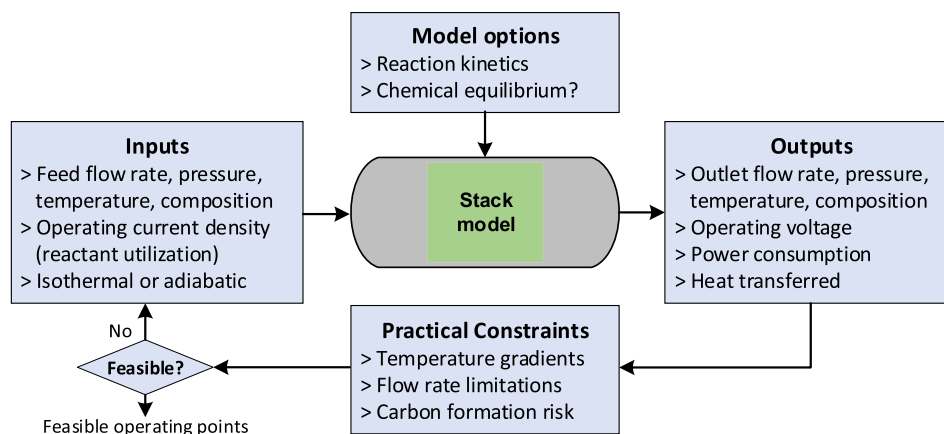 Model options
> Reaction kinetics
> Chemical equilibrium?
Inputs
> Feed flow rate, pressure,
temperature, composition
> Operating current density
(reactant utilization)
> Isothermal or adiabatic
Stack
model
Outputs
> Outlet flow rate, pressure,
temperature, composition
> Operating voltage
> Power consumption
> Heat transferred
Practical Constraints
> Temperature gradients
> Flow rate limitations
> Carbon formation risk
No
Feasible?
Feasible operating points